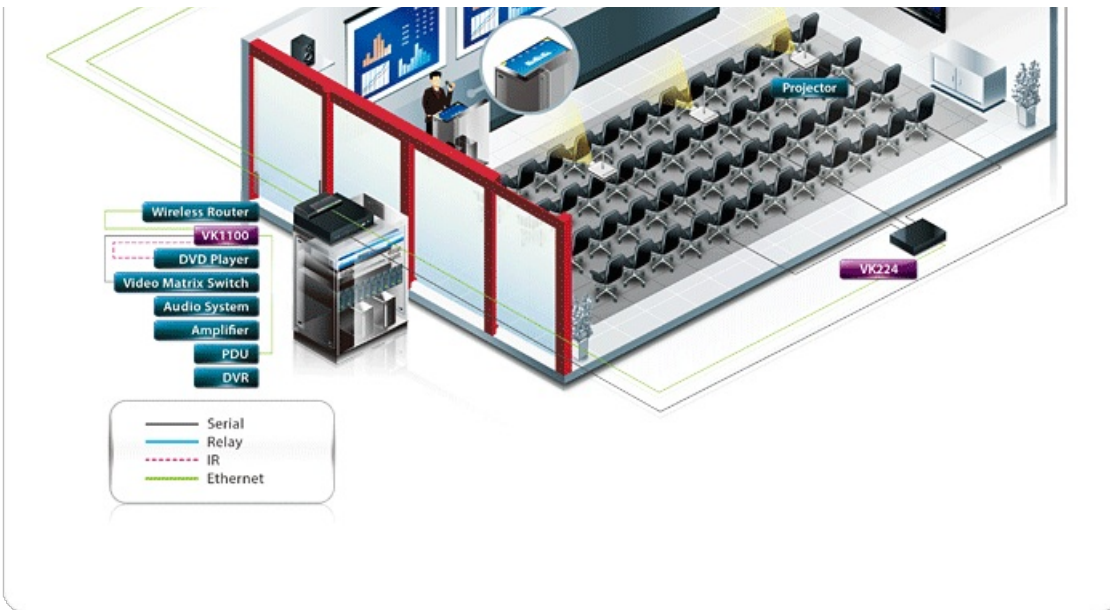 Projector
Wireless Router
VK1100
DVD Player
VK224
Video Matrix Switch
Audio System
Amplifier
PDU
DVR
Serial
Relay
IR
Ethernet